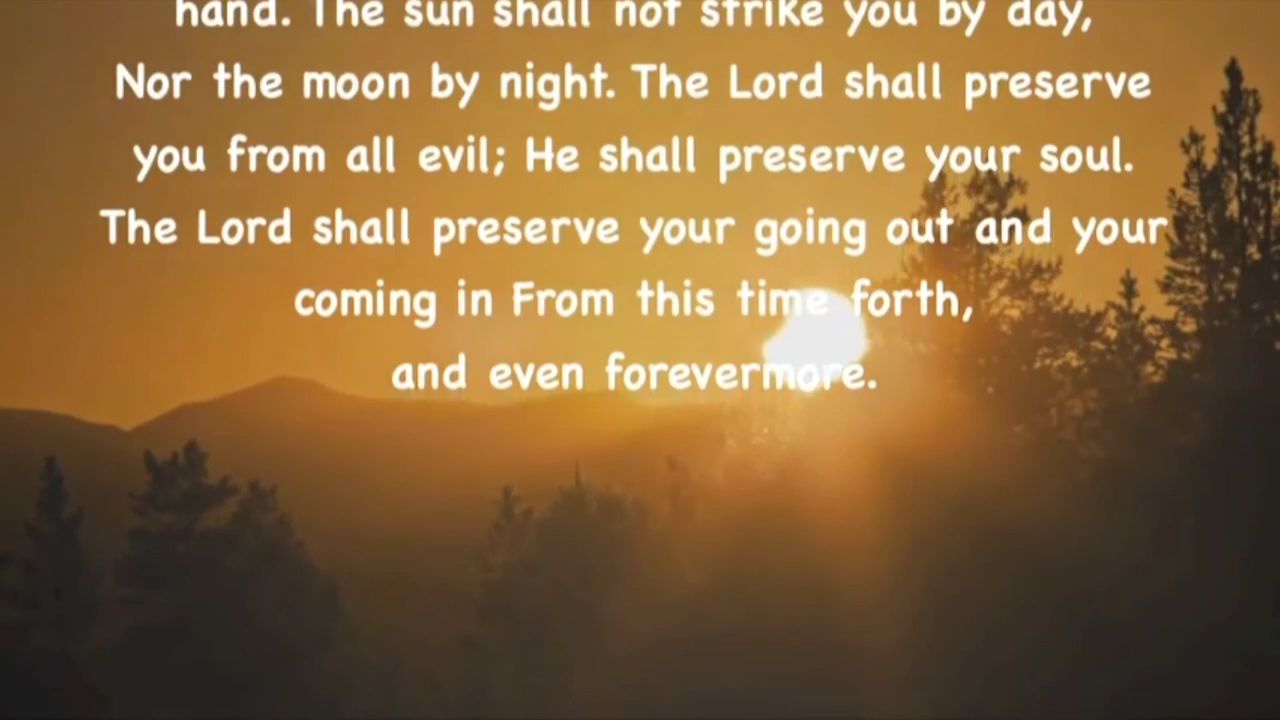 hand. The sun shall not strike you by day,
Nor the moon by night. The Lord shall preserve
you from all evil; He shall preserve your soul.
The Lord shall preserve your going out and your
coming in From this time forth,
and even forevermore.